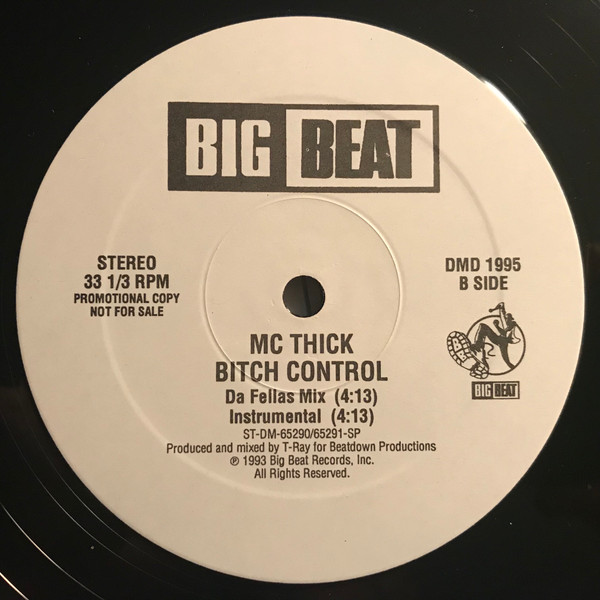 BIG BEAT
STEREO
33 1/3 RPM
PROMOTIONAL COPY
NOT FOR SALE
DMD 1995
B SIDE
BIG BEAT
MC THICK
BITCH CONTROL
Da Fellas Mix (4:13)
Instrumental (4:13)
ST-DM-65290/65291-SP
Produced and mixed by T-Ray for Beatdown Productions
℗ 1993 Big Beat Records, Inc.
All Rights Reserved.